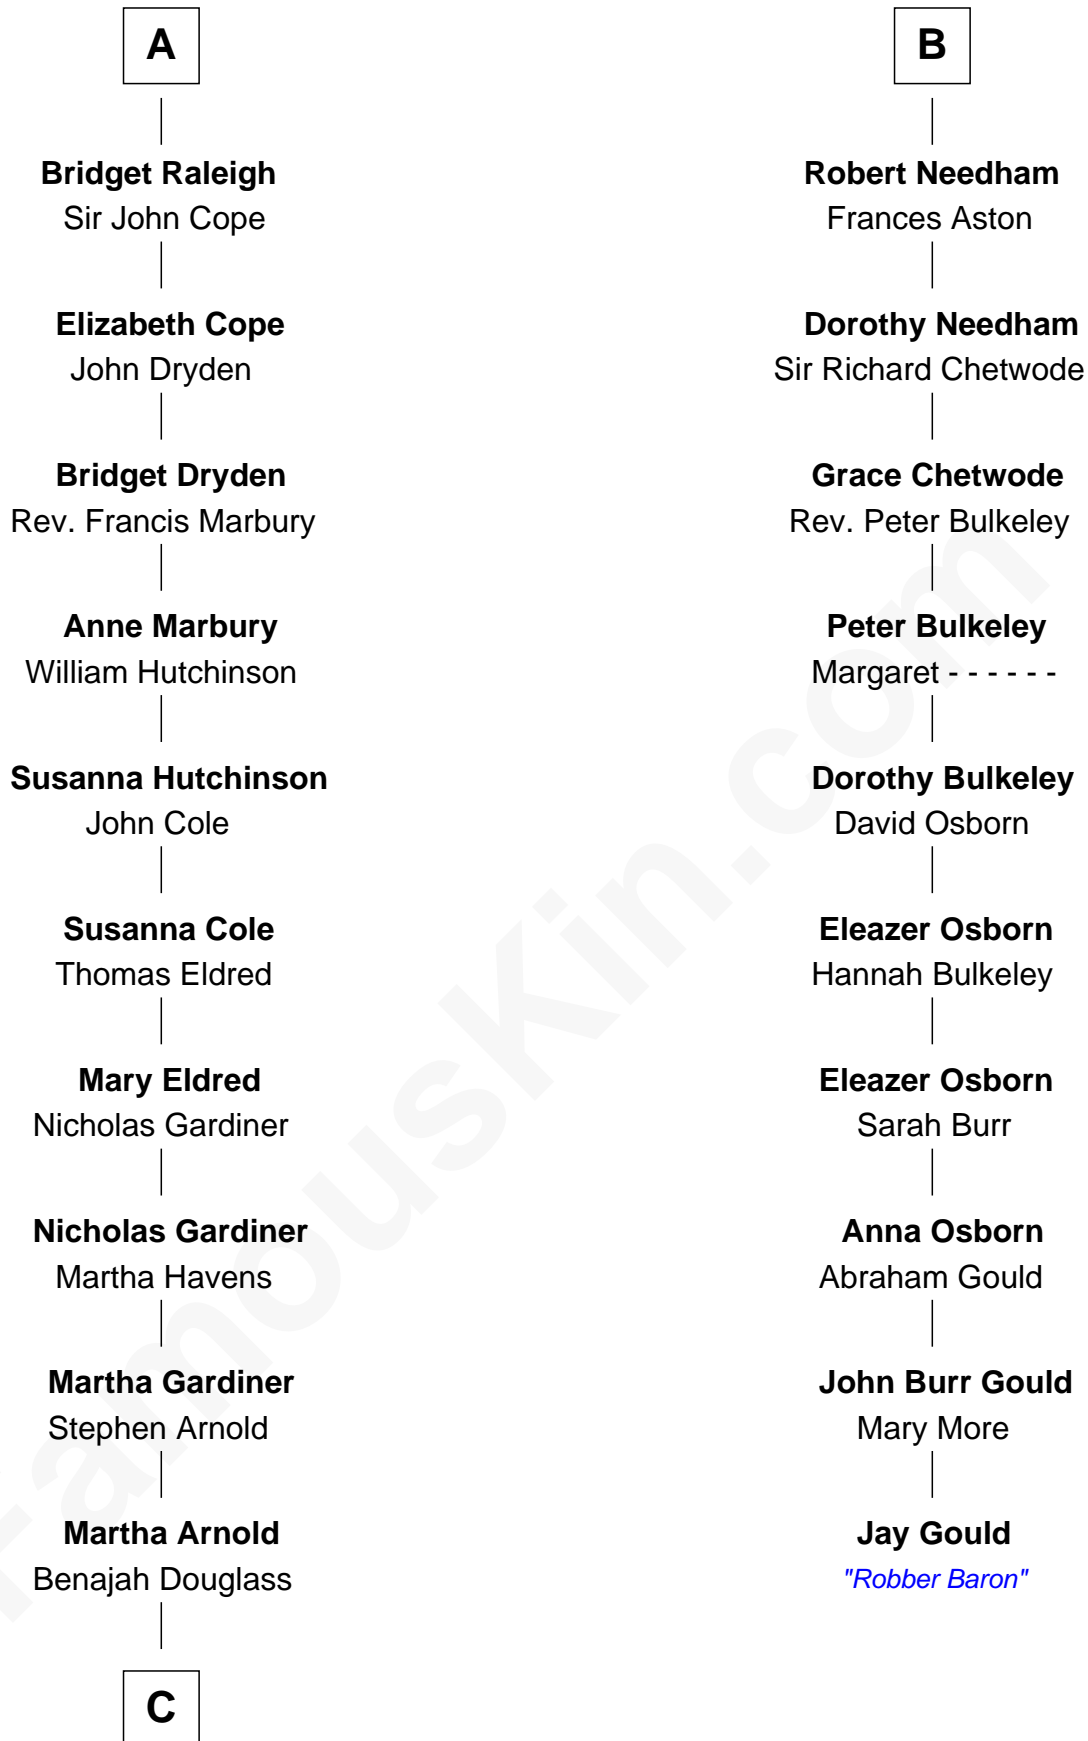 A
Bridget Raleigh
Sir John Cope
Elizabeth Cope
John Dryden
Bridget Dryden
Rev. Francis Marbury
Anne Marbury
William Hutchinson
Susanna Hutchinson
John Cole
Susanna Cole
Thomas Eldred
Mary Eldred
Nicholas Gardiner
Nicholas Gardiner
Martha Havens
Martha Gardiner
Stephen Arnold
Martha Arnold
Benajah Douglass
C
B
Robert Needham
Frances Aston
Dorothy Needham
Sir Richard Chetwode
Grace Chetwode
Rev. Peter Bulkeley
Peter Bulkeley
Margaret - - - - - -
Dorothy Bulkeley
David Osborn
Eleazer Osborn
Hannah Bulkeley
Eleazer Osborn
Sarah Burr
Anna Osborn
Abraham Gould
John Burr Gould
Mary More
Jay Gould
"Robber Baron"
FamousKin.com